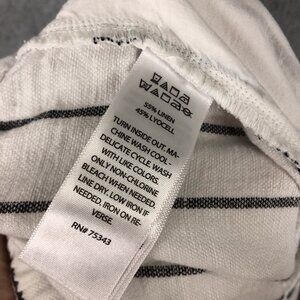 55% LINEN
45% LYOCELL
TURN INSIDE OUT. MA-
CHINE WASH COOL -
DELICATE CYCLE. WASH
WITH LIKE COLORS.
ONLY NON-CHLORINE
BLEACH WHEN NEEDED
LINE DRY. LOW IRON IF
NEEDED, IRON ON RE-
VERSE
RN# 75343